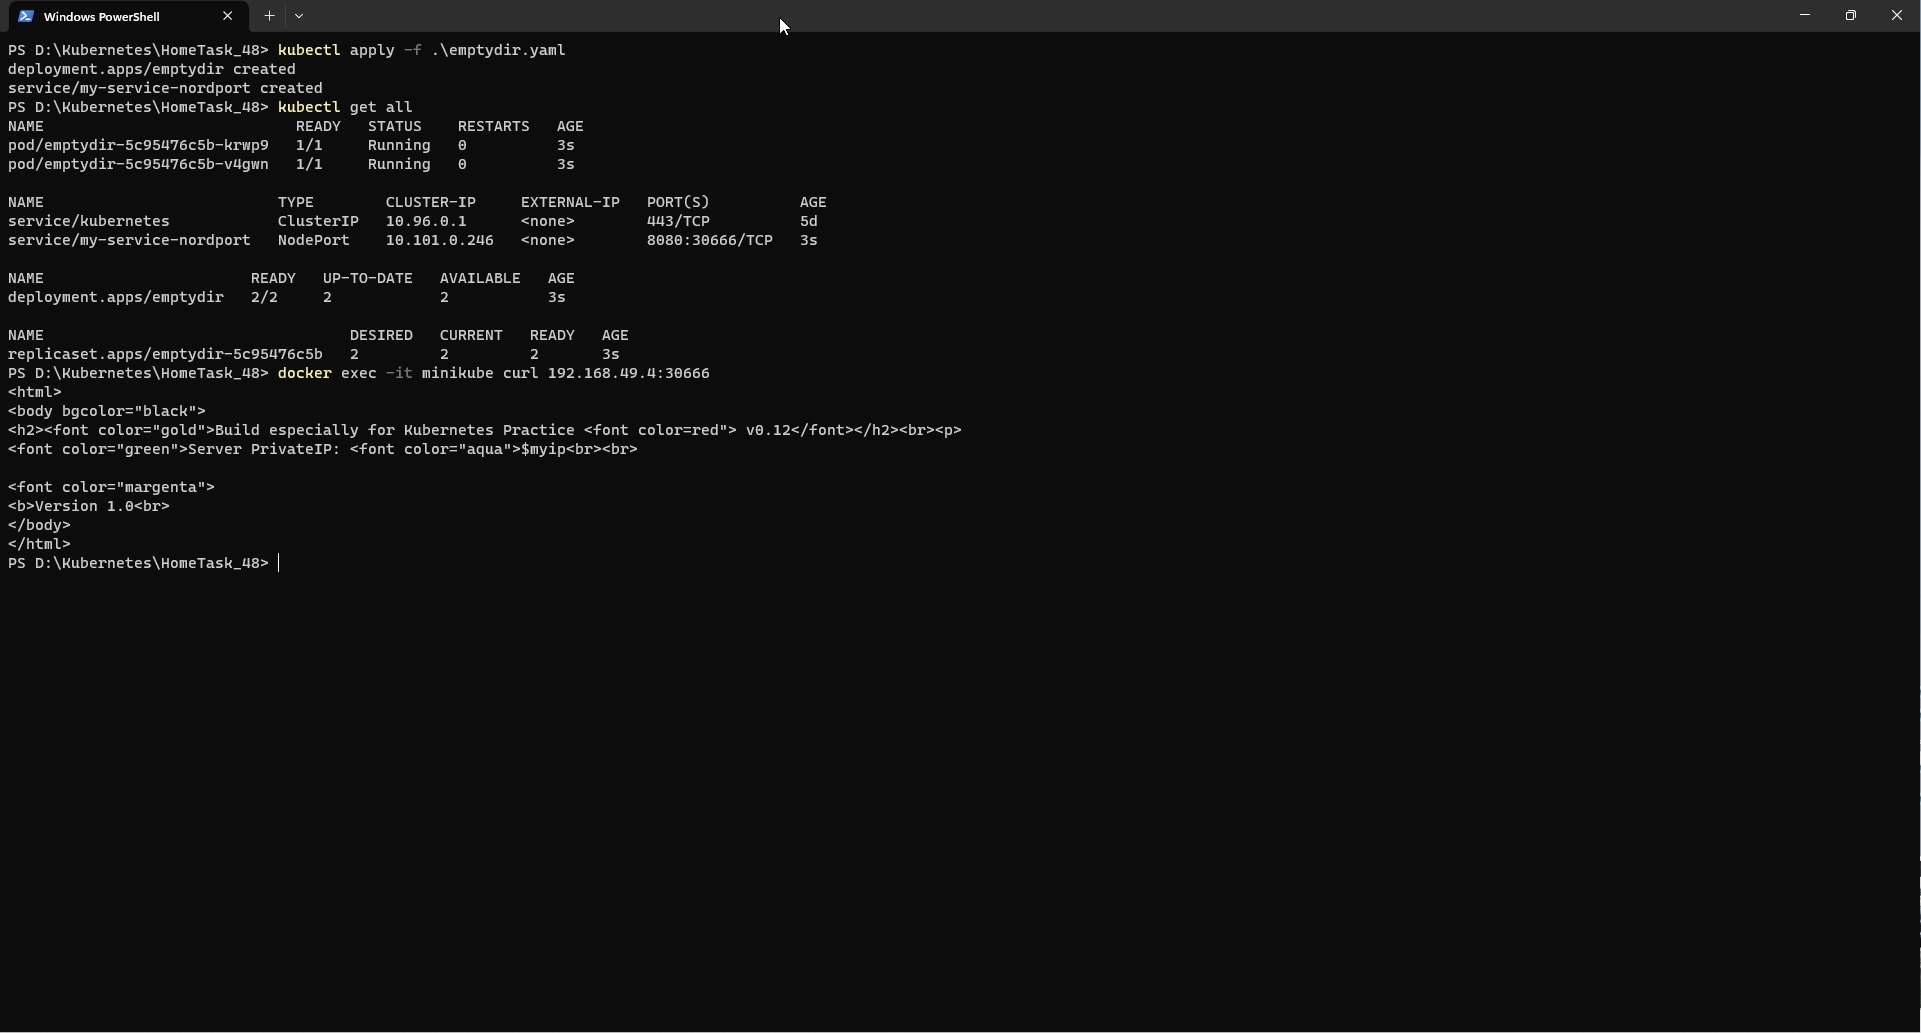 Windows PowerShell
PS D:\Kubernetes\HomeTask_48> kubectl apply -f .\emptydir.yaml
deployment.apps/emptydir created
service/my-service-nordport created
PS D:\Kubernetes\HomeTask_48> kubectl get all
NAME READY STATUS RESTARTS AGE
pod/emptydir-5c95476c5b-krwp9 1/1 Running 0 3s
pod/emptydir-5c95476c5b-v4gwn 1/1 Running 0 3s
NAME TYPE CLUSTER-IP EXTERNAL-IP PORT(S) AGE
service/kubernetes ClusterIP 10.96.0.1 <none> 443/TCP 5d
service/my-service-nordport NodePort 10.101.0.246 <none> 8080:30666/TCP 3s
NAME READY UP-TO-DATE AVAILABLE AGE
deployment.apps/emptydir 2/2 2 2 3s
NAME DESIRED CURRENT READY AGE
replicaset.apps/emptydir-5c95476c5b 2 2 2 3s
PS D:\Kubernetes\HomeTask_48> docker exec -it minikube curl 192.168.49.4:30666
<html>
<body bgcolor="black">
<h2><font color="gold">Build especially for Kubernetes Practice <font color=red"> v0.12</font></h2><br><p>
<font color="green">Server PrivateIP: <font color="aqua">$myip<br><br>
<font color="margenta">
<b>Version 1.0<br>
</body>
</html>
PS D:\Kubernetes\HomeTask_48>